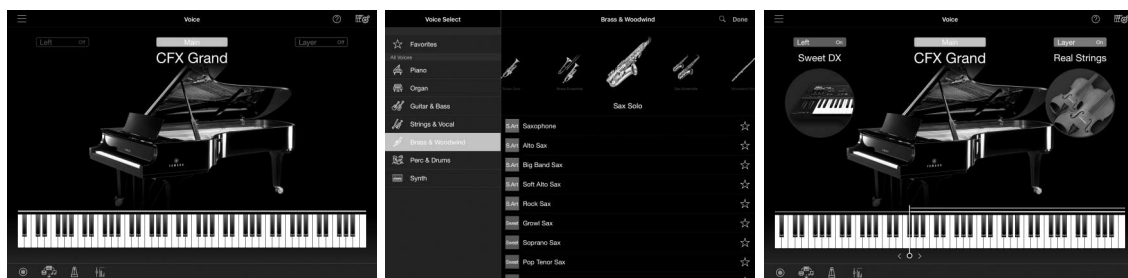 Voice
Left Off
Main
Layer Off
CFX Grand
YAMAHA
Voice Select
Favorites
All Voices
Piano
Organ
Guitar & Bass
Strings & Vocal
Brass & Woodwind
Perc & Drums
Synth
Brass & Woodwind
Done
Sax Solo
S.Art Saxophone
S.Art Alto Sax
S.Art Big Band Sax
S.Art Soft Alto Sax
S.Art Rock Sax
Sweet Growl Sax
Sweet Soprano Sax
Sweet Pop Tenor Sax
Voice
Left On
Main
Layer On
Sweet DX
CFX Grand
Real Strings
YAMAHA